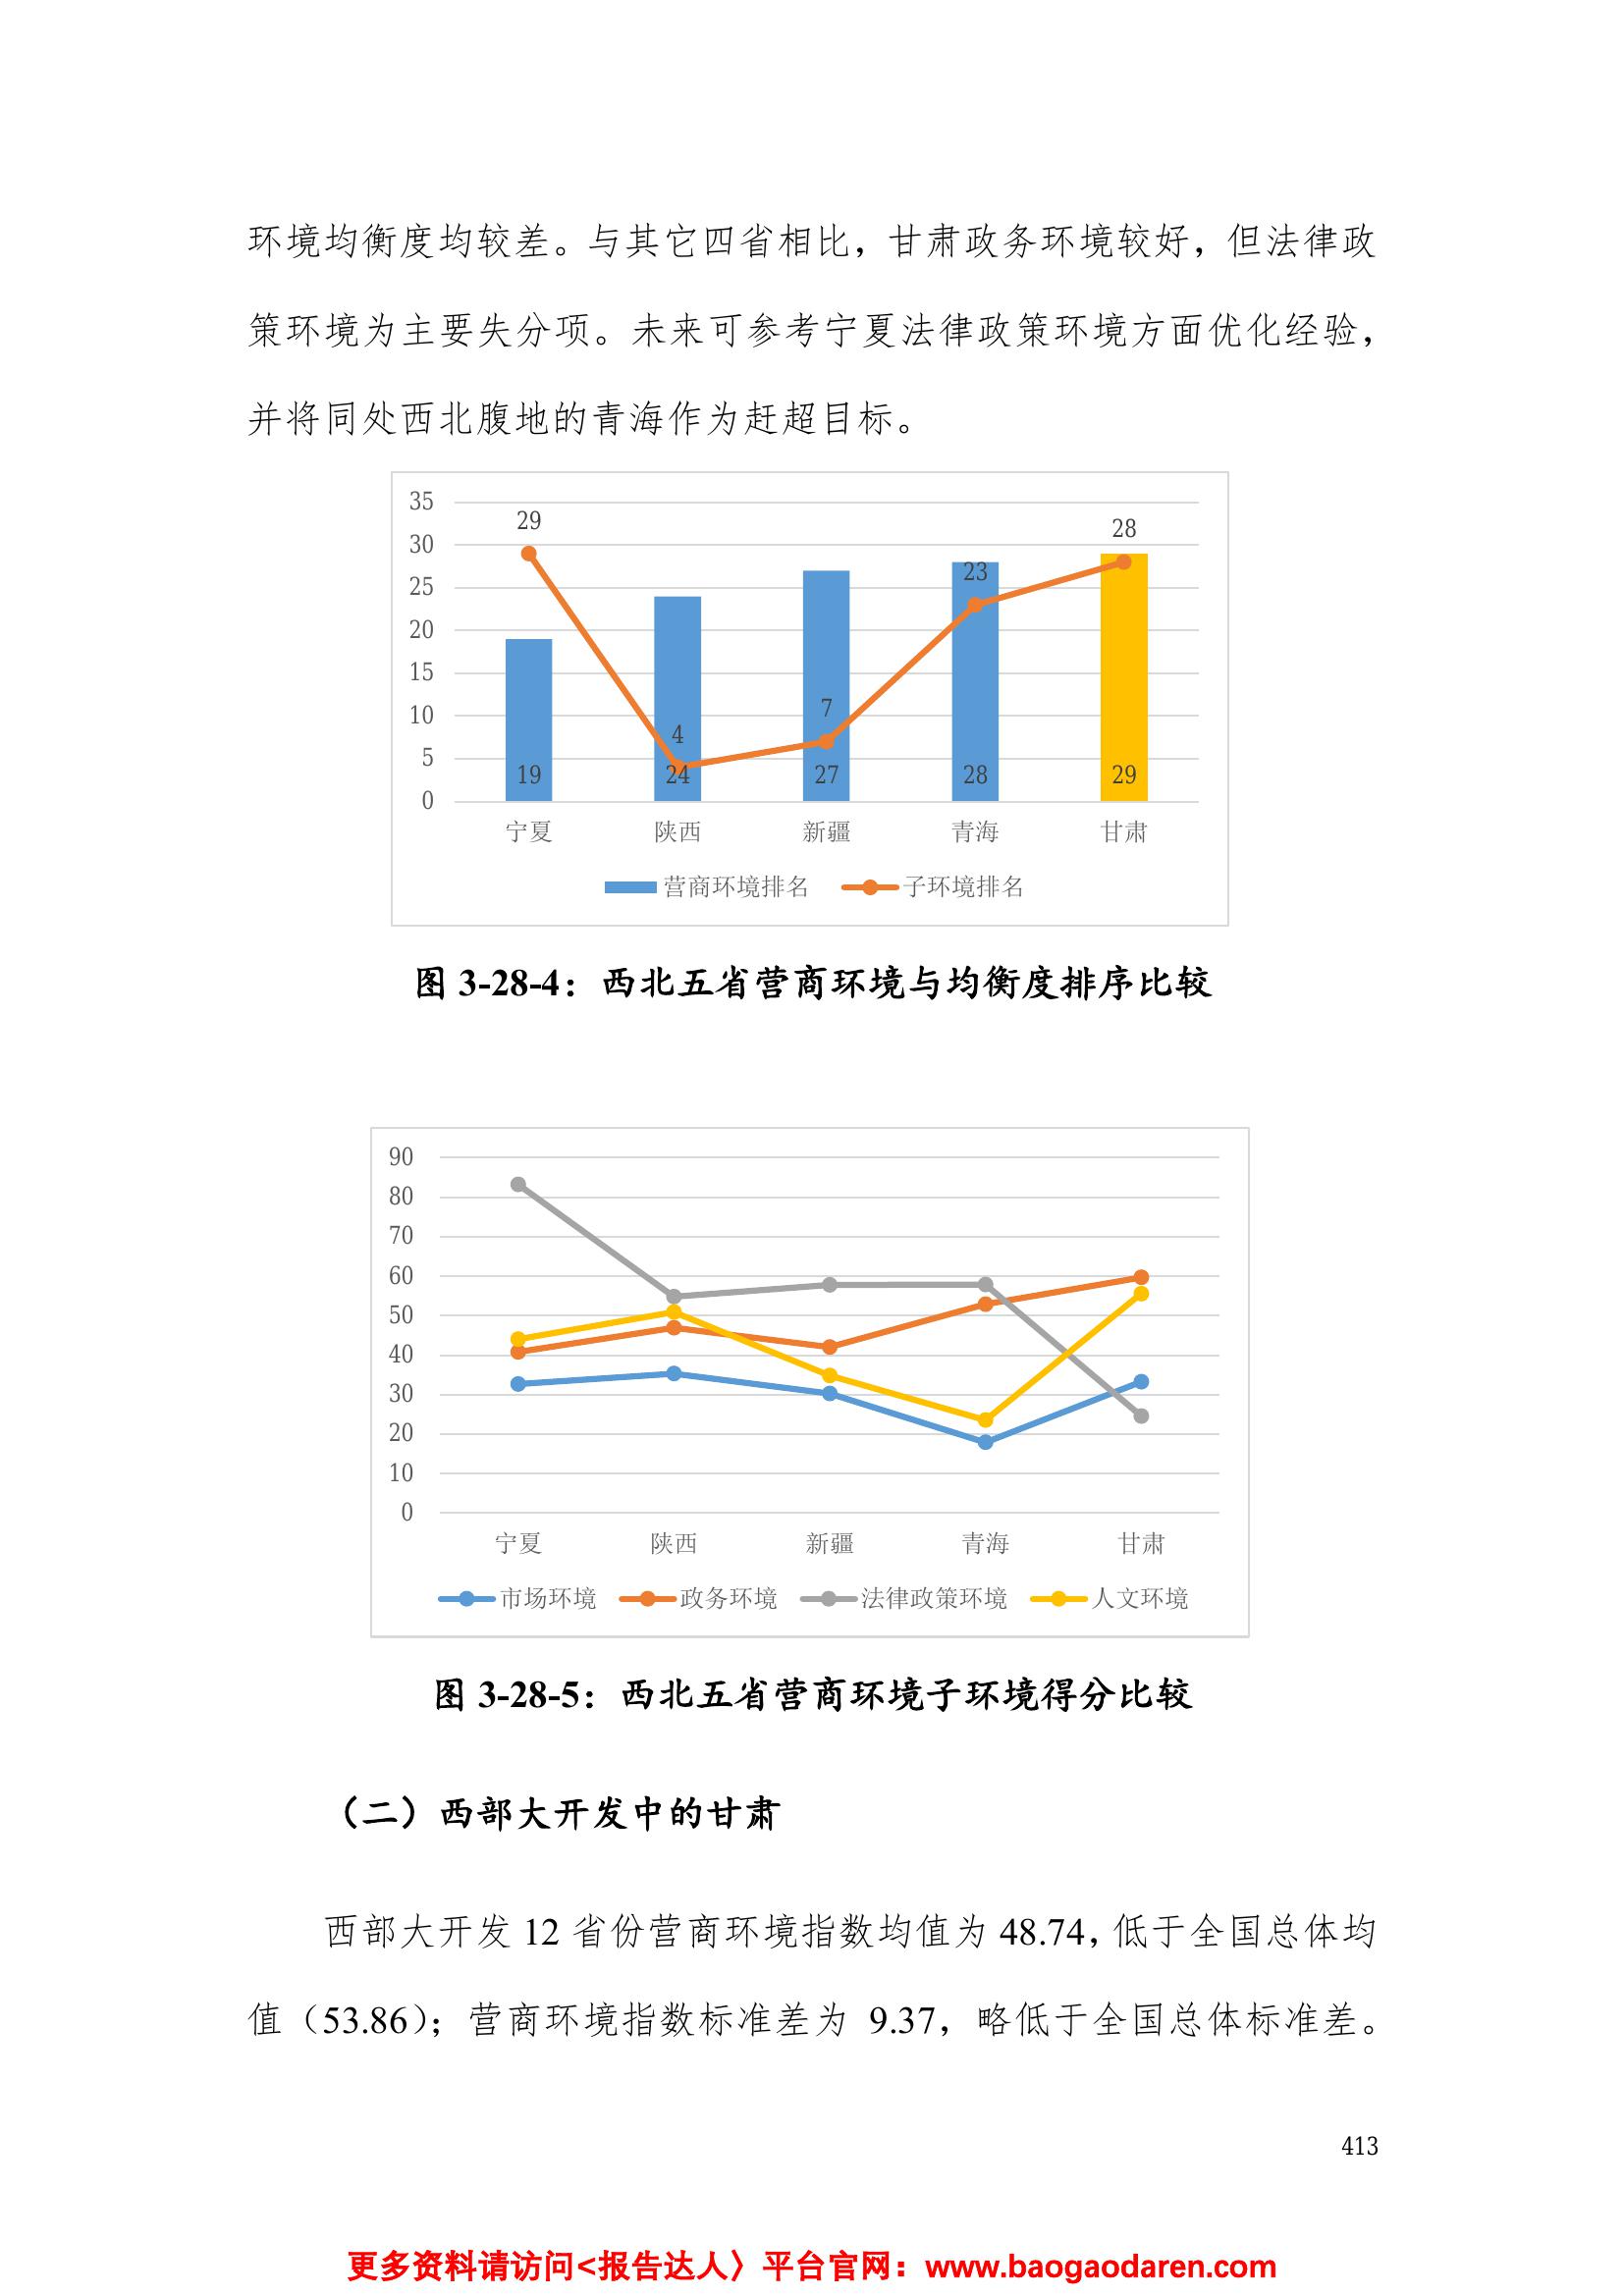 环境均衡度均较差。与其它四省相比，甘肃政务环境较好，但法律政
策环境为主要失分项。未来可参考宁夏法律政策环境方面优化经验，
并将同处西北腹地的青海作为赶超目标。
35
30
25
20
15
10
5
0
29
4
7
23
28
19
24
27
28
29
宁夏 陕西 新疆 青海 甘肃
营商环境排名 子环境排名
图 3-28-4：西北五省营商环境与均衡度排序比较
90
80
70
60
50
40
30
20
10
0
宁夏 陕西 新疆 青海 甘肃
市场环境 政务环境 法律政策环境 人文环境
图 3-28-5：西北五省营商环境子环境得分比较
（二）西部大开发中的甘肃
西部大开发 12 省份营商环境指数均值为 48.74，低于全国总体均
值（53.86）；营商环境指数标准差为 9.37，略低于全国总体标准差。
413
更多资料请访问<报告达人〉平台官网：www.baogaodaren.com